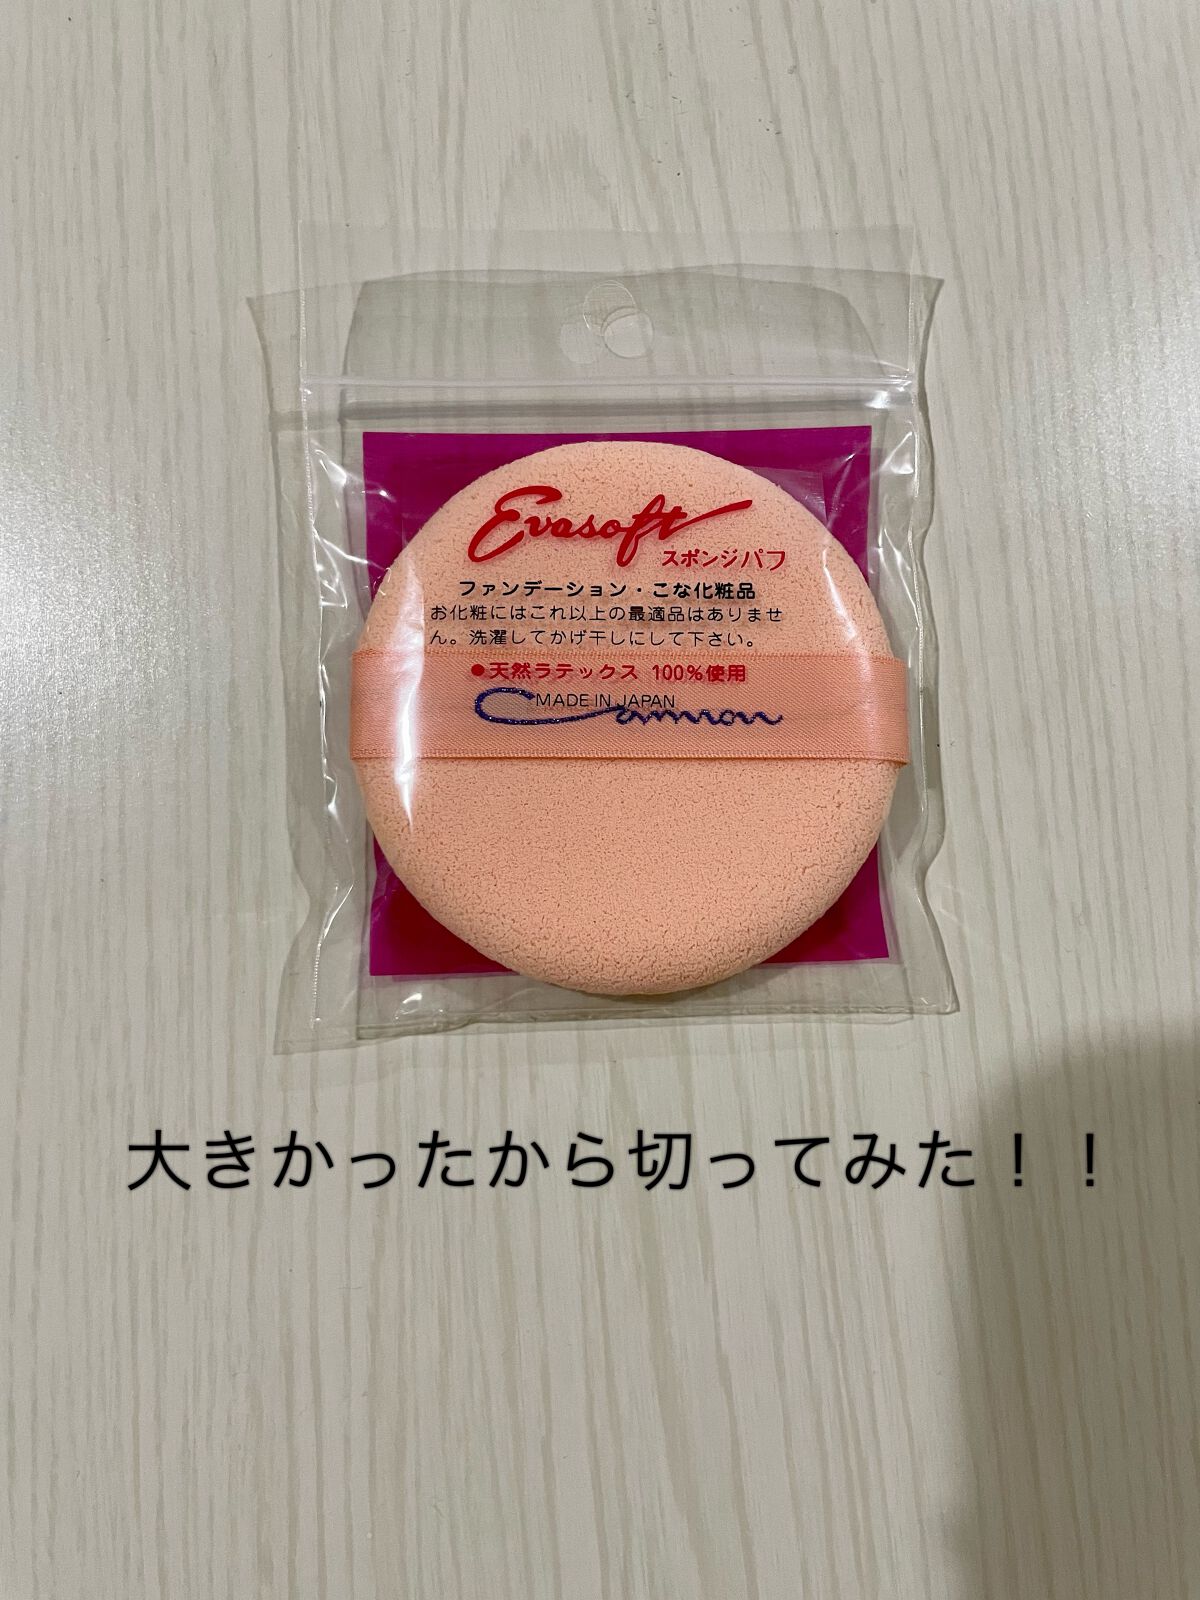 Evasoft
スポンジパフ
ファンデーション・こな化粧品
お化粧にはこれ以上の最適品はありませ
ん。洗濯してかげ干しにして下さい。
●天然ラテックス 100%使用
MADE IN JAPAN
大きかったから切ってみた！！